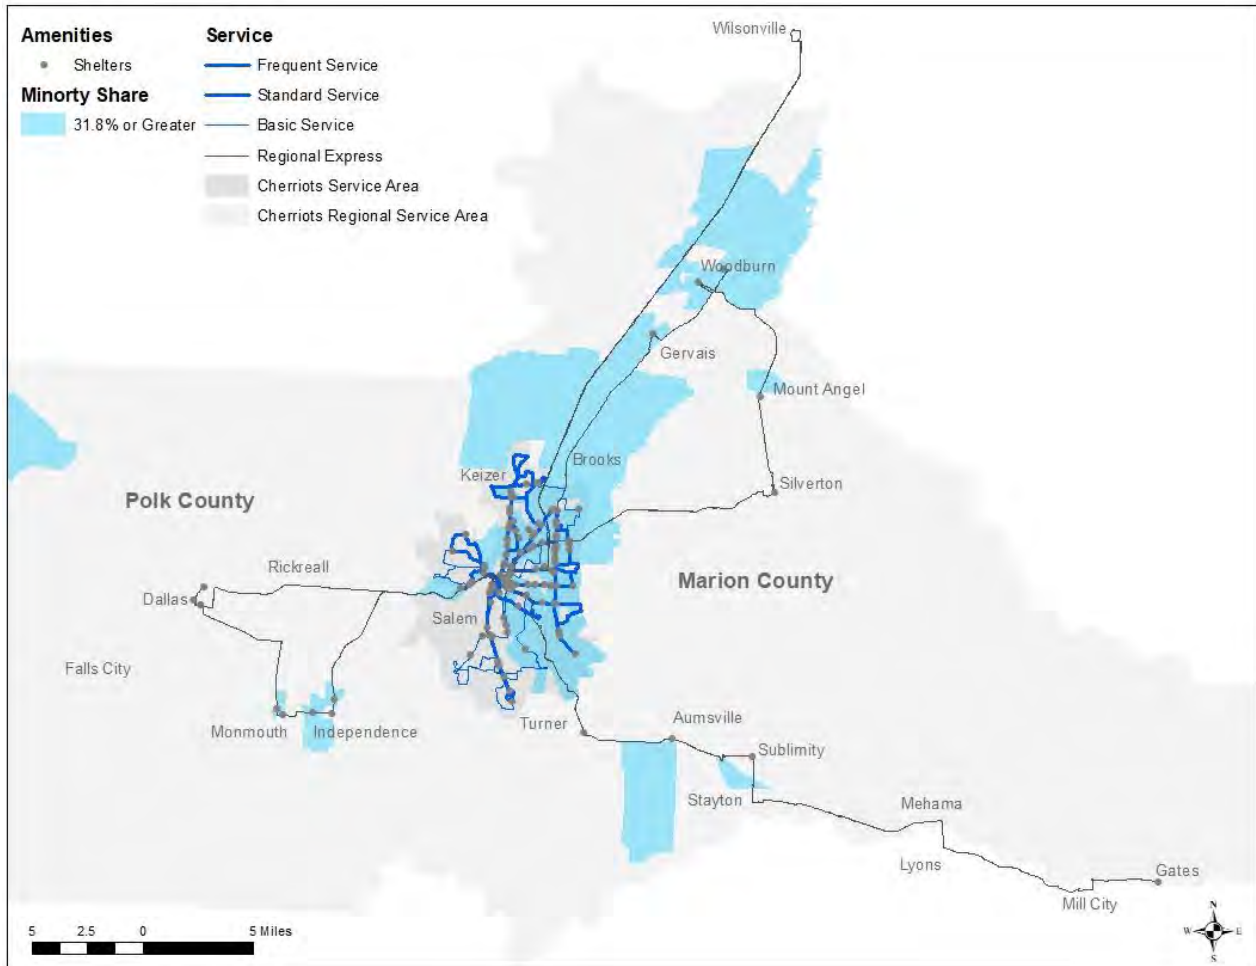 Amenities
Shelters
Minorty Share
31.8% or Greater
Service
Frequent Service
Standard Service
Basic Service
Regional Express
Cherriots Service Area
Cherriots Regional Service Area
Wilsonville
Woodburn
Gervais
Mount Angel
Brooks
Keizer
Silverton
Polk County
Rickreall
Marion County
Dallas
Salem
Falls City
Monmouth
Independence
Turner
Aumsville
Sublimity
Stayton
Mehama
Lyons
Gates
Mill City
5 2.5 0 5 Miles
N
W E
S